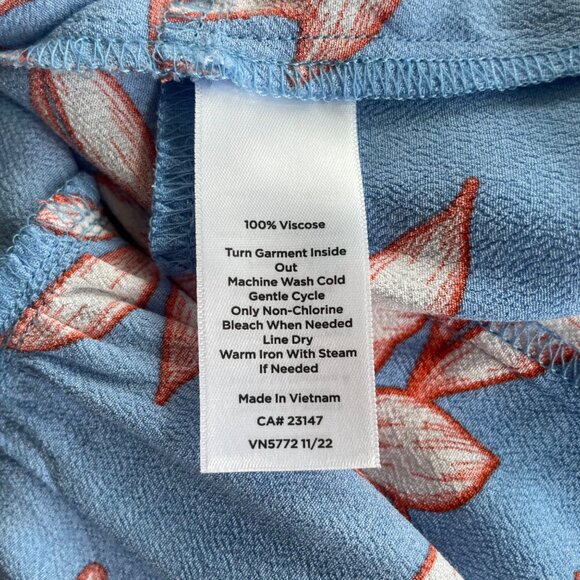 100% Viscose
Turn Garment Inside
Out
Machine Wash Cold
Gentle Cycle
Only Non-Chlorine
Bleach When Needed
Line Dry
Warm Iron With Steam
If Needed
Made In Vietnam
CA# 23147
VN5772 11/22